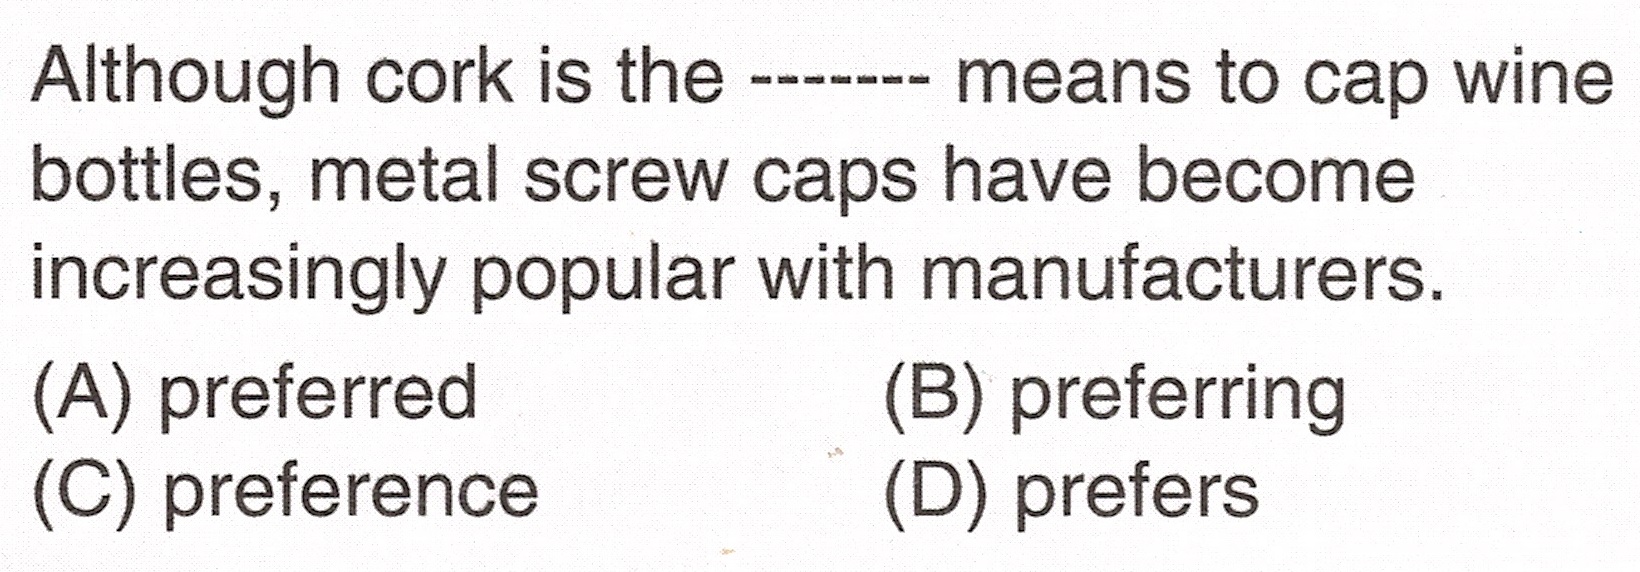 Although cork is the ------- means to cap wine
bottles, metal screw caps have become
increasingly popular with manufacturers.
(A) preferred (B) preferring
(C) preference (D) prefers